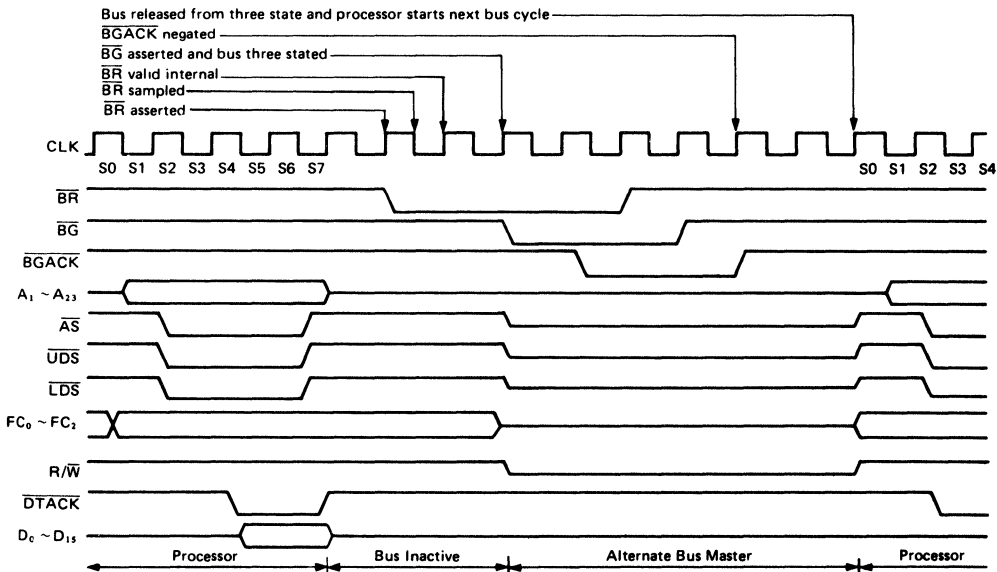 Bus released from three state and processor starts next bus cycle
BGACK negated
BG asserted and bus three stated
BR valid internal
BR sampled
BR asserted
CLK
S0 S1 S2 S3 S4 S5 S6 S7 S0 S1 S2 S3 S4
BR
BG
BGACK
A₁ ~ A₂₃
AS
UDS
LDS
FC₀ ~ FC₂
R/W
DTACK
D₀ ~ D₁₅
Processor Bus Inactive Alternate Bus Master Processor